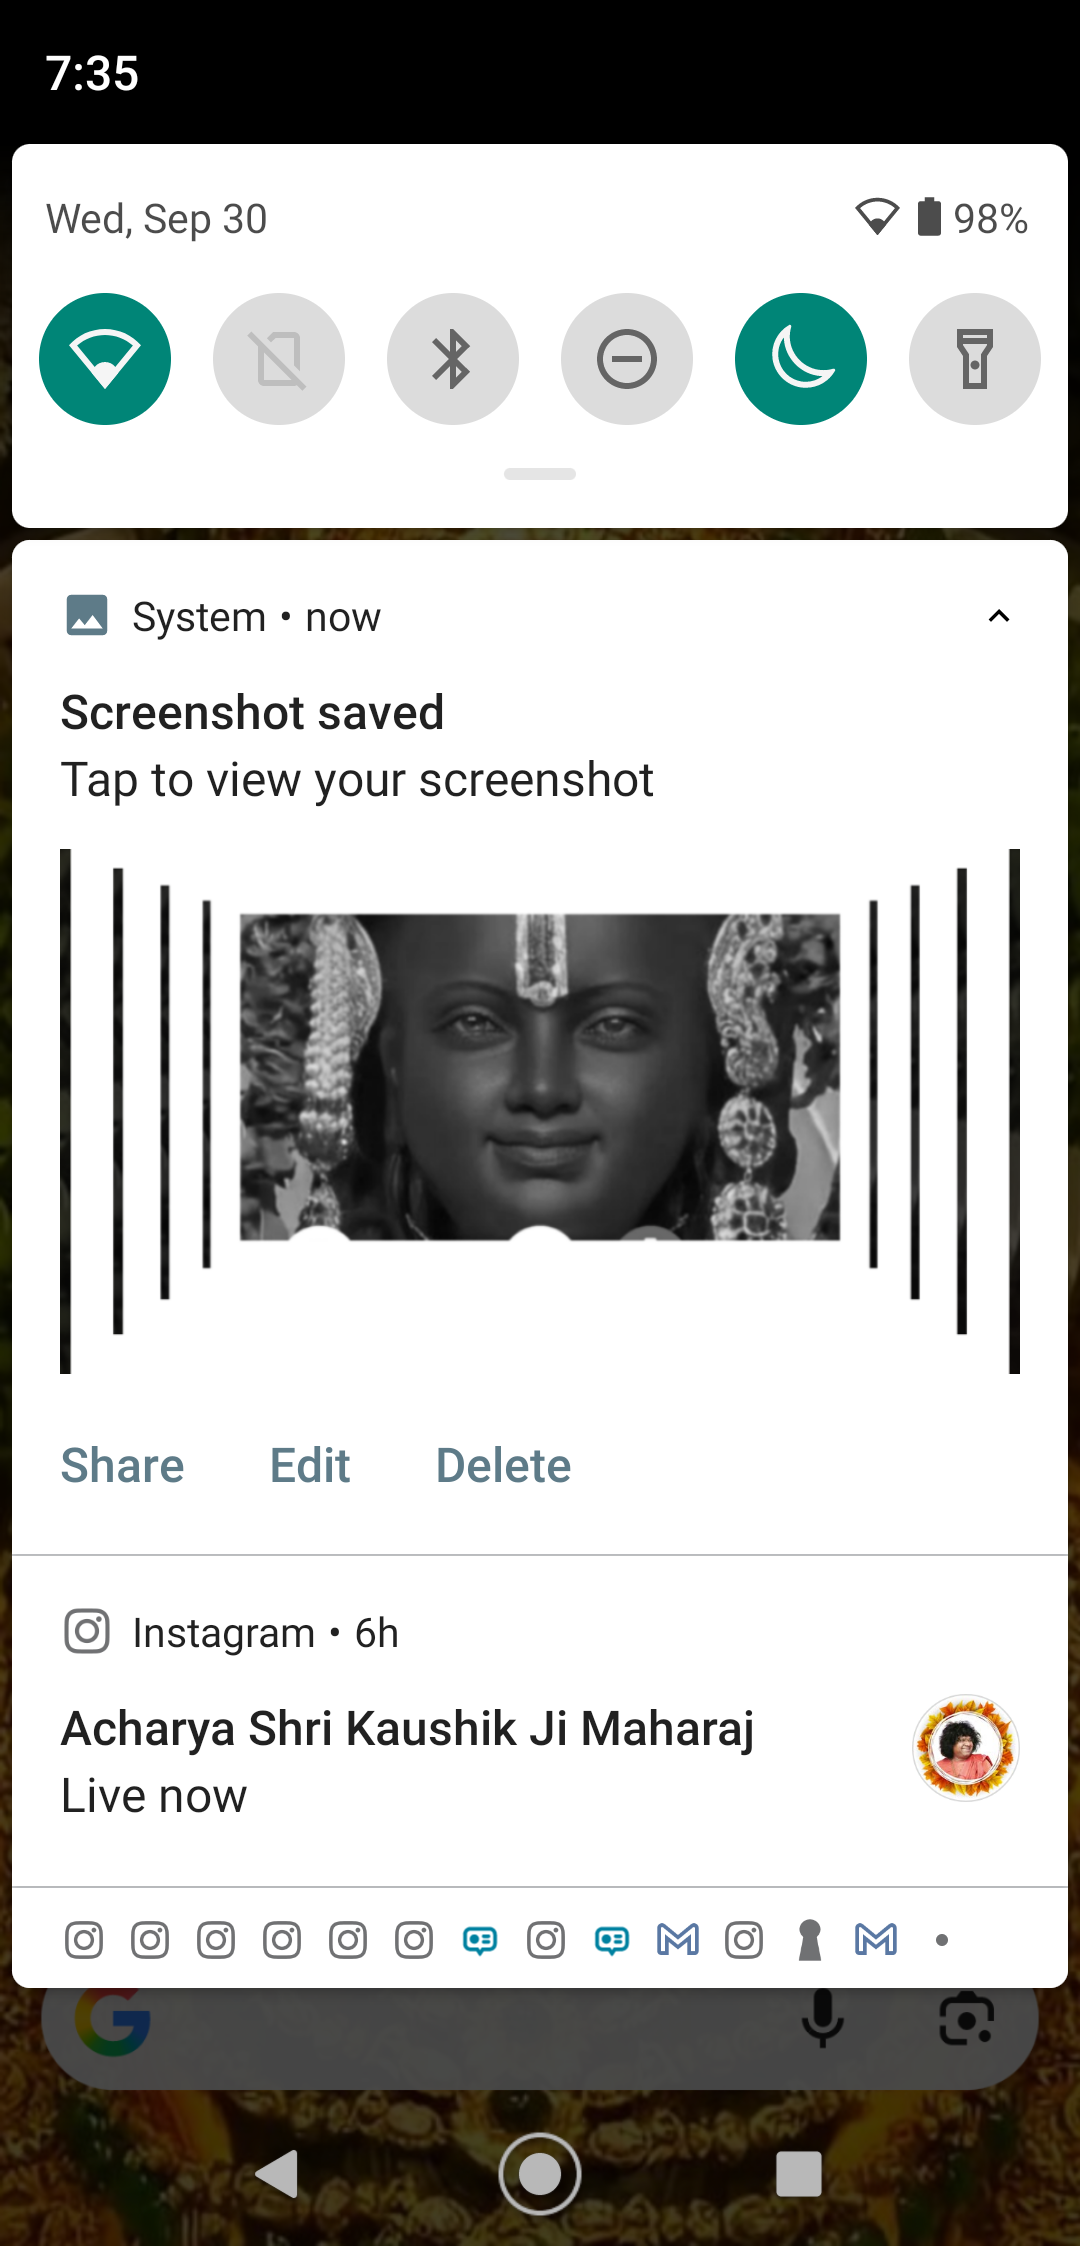 7:35
Wed, Sep 30
98%
System • now
Screenshot saved
Tap to view your screenshot
Share Edit Delete
Instagram • 6h
Acharya Shri Kaushik Ji Maharaj
Live now